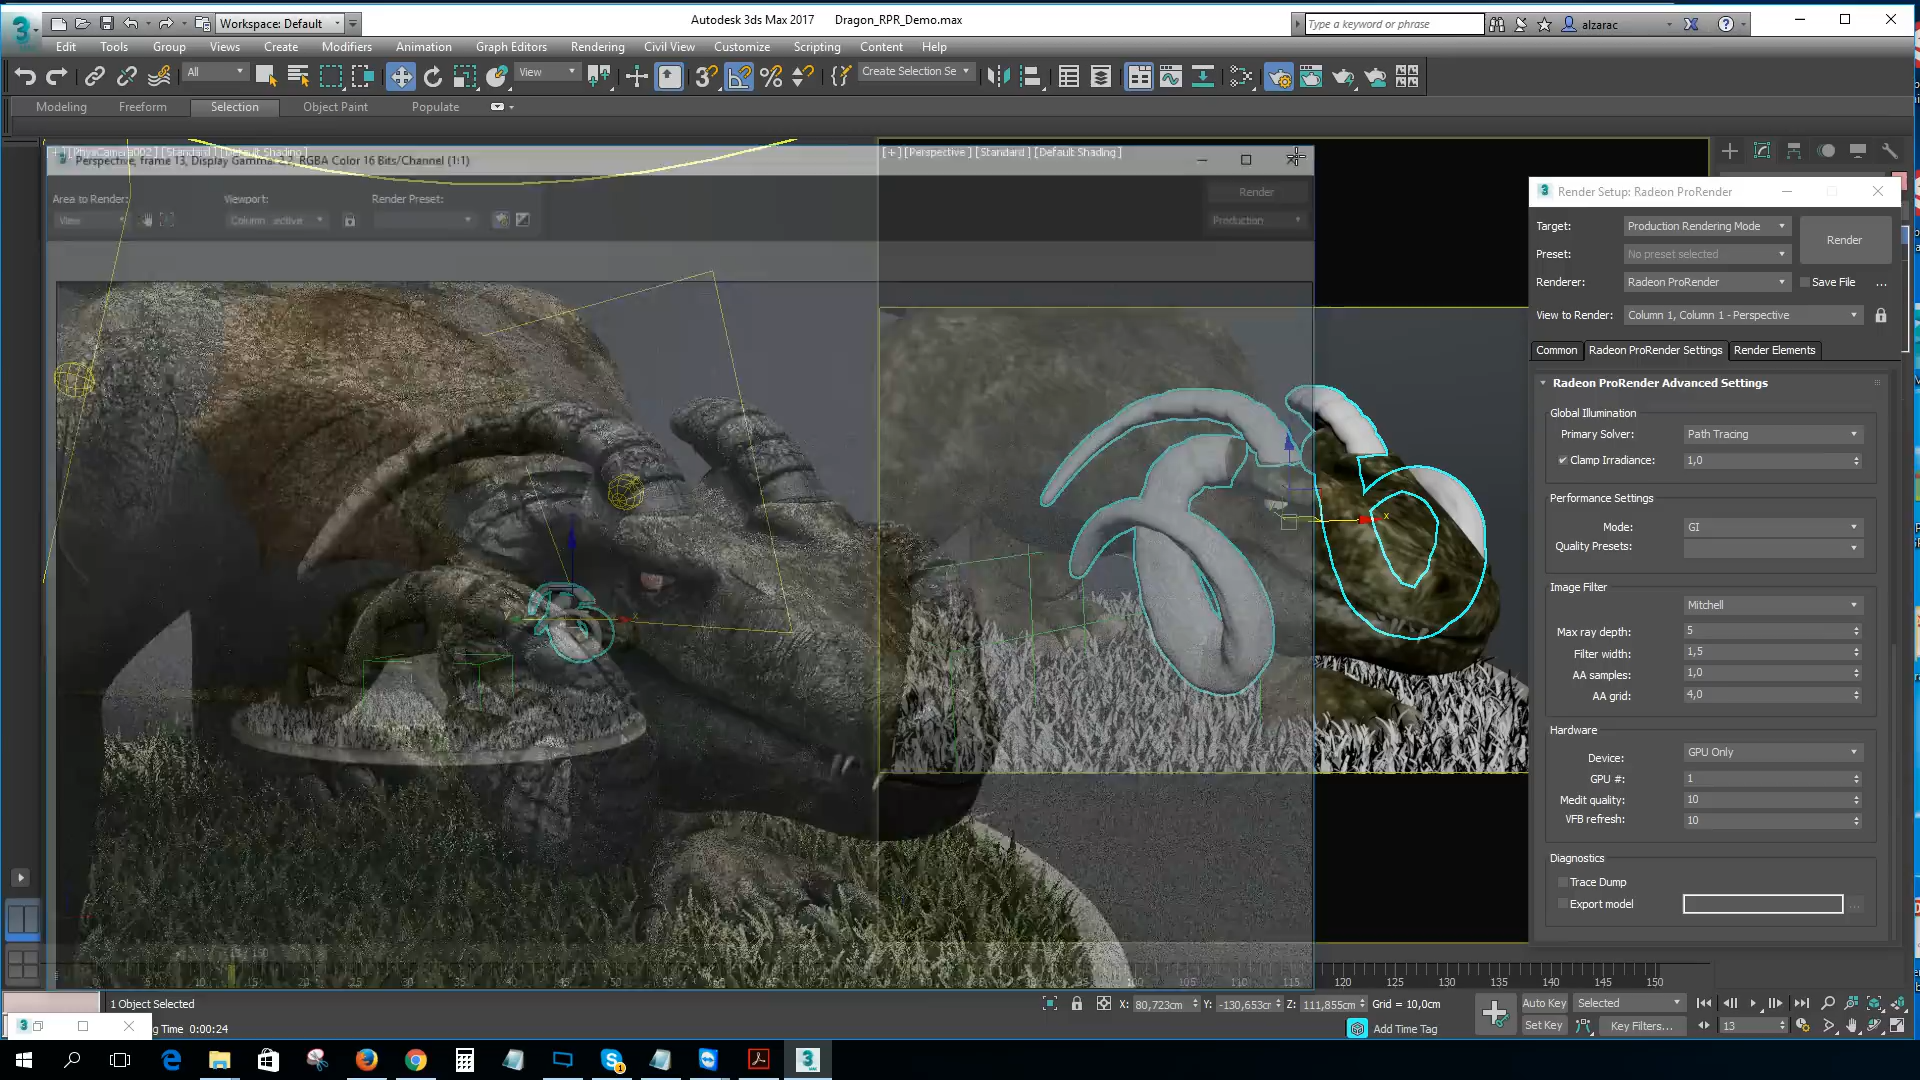 Workspace: Default
Autodesk 3ds Max 2017 Dragon_RPR_Demo.max
Type a keyword or phrase
alzarac
Edit Tools Group Views Create Modifiers Animation Graph Editors Rendering Civil View Customize Scripting Content Help
All
View
Create Selection Se
Modeling Freeform Selection Object Paint Populate
[+] [PhysCamera002] [Standard] [Default Shading]
Perspective, frame 13, Display Gamma: 2,2, RGBA Color 16 Bits/Channel (1:1)
[+] [Perspective] [Standard] [Default Shading]
Area to Render:
View
Viewport:
Render Preset:
Render
Production
Render Setup: Radeon ProRender
Target: Production Rendering Mode
Render
Preset: No preset selected
Renderer: Radeon ProRender
Save File ...
View to Render: Column 1, Column 1 - Perspective
Common Radeon ProRender Settings Render Elements
Radeon ProRender Advanced Settings
Global Illumination
Primary Solver: Path Tracing
Clamp Irradiance: 1,0
Performance Settings
Mode: GI
Quality Presets:
Image Filter
Mitchell
Max ray depth: 5
Filter width: 1,5
AA samples: 1,0
AA grid: 4,0
Hardware
Device: GPU Only
GPU #: 1
Medit quality: 10
VFB refresh: 10
Diagnostics
Trace Dump
Export model
...
x
x
13 / 150
120 125 130 135 140 145 150
1 Object Selected
X: 80,723cm Y: -130,653cr Z: 111,855cm Grid = 10,0cm
Auto Key Selected
g Time 0:00:24
Add Time Tag
Set Key Key Filters... 13